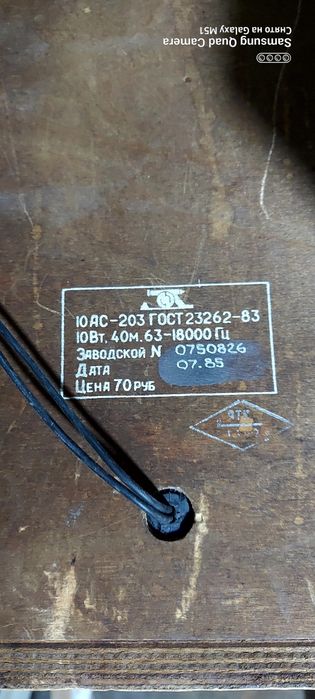 Samsung Quad Camera
Снято на Galaxy M51
10АС-203 ГОСТ 23262-83
10Вт, 4Ом. 63-18000 Гц
Заводской N 0750826
Дата 07.85
Цена 70 руб